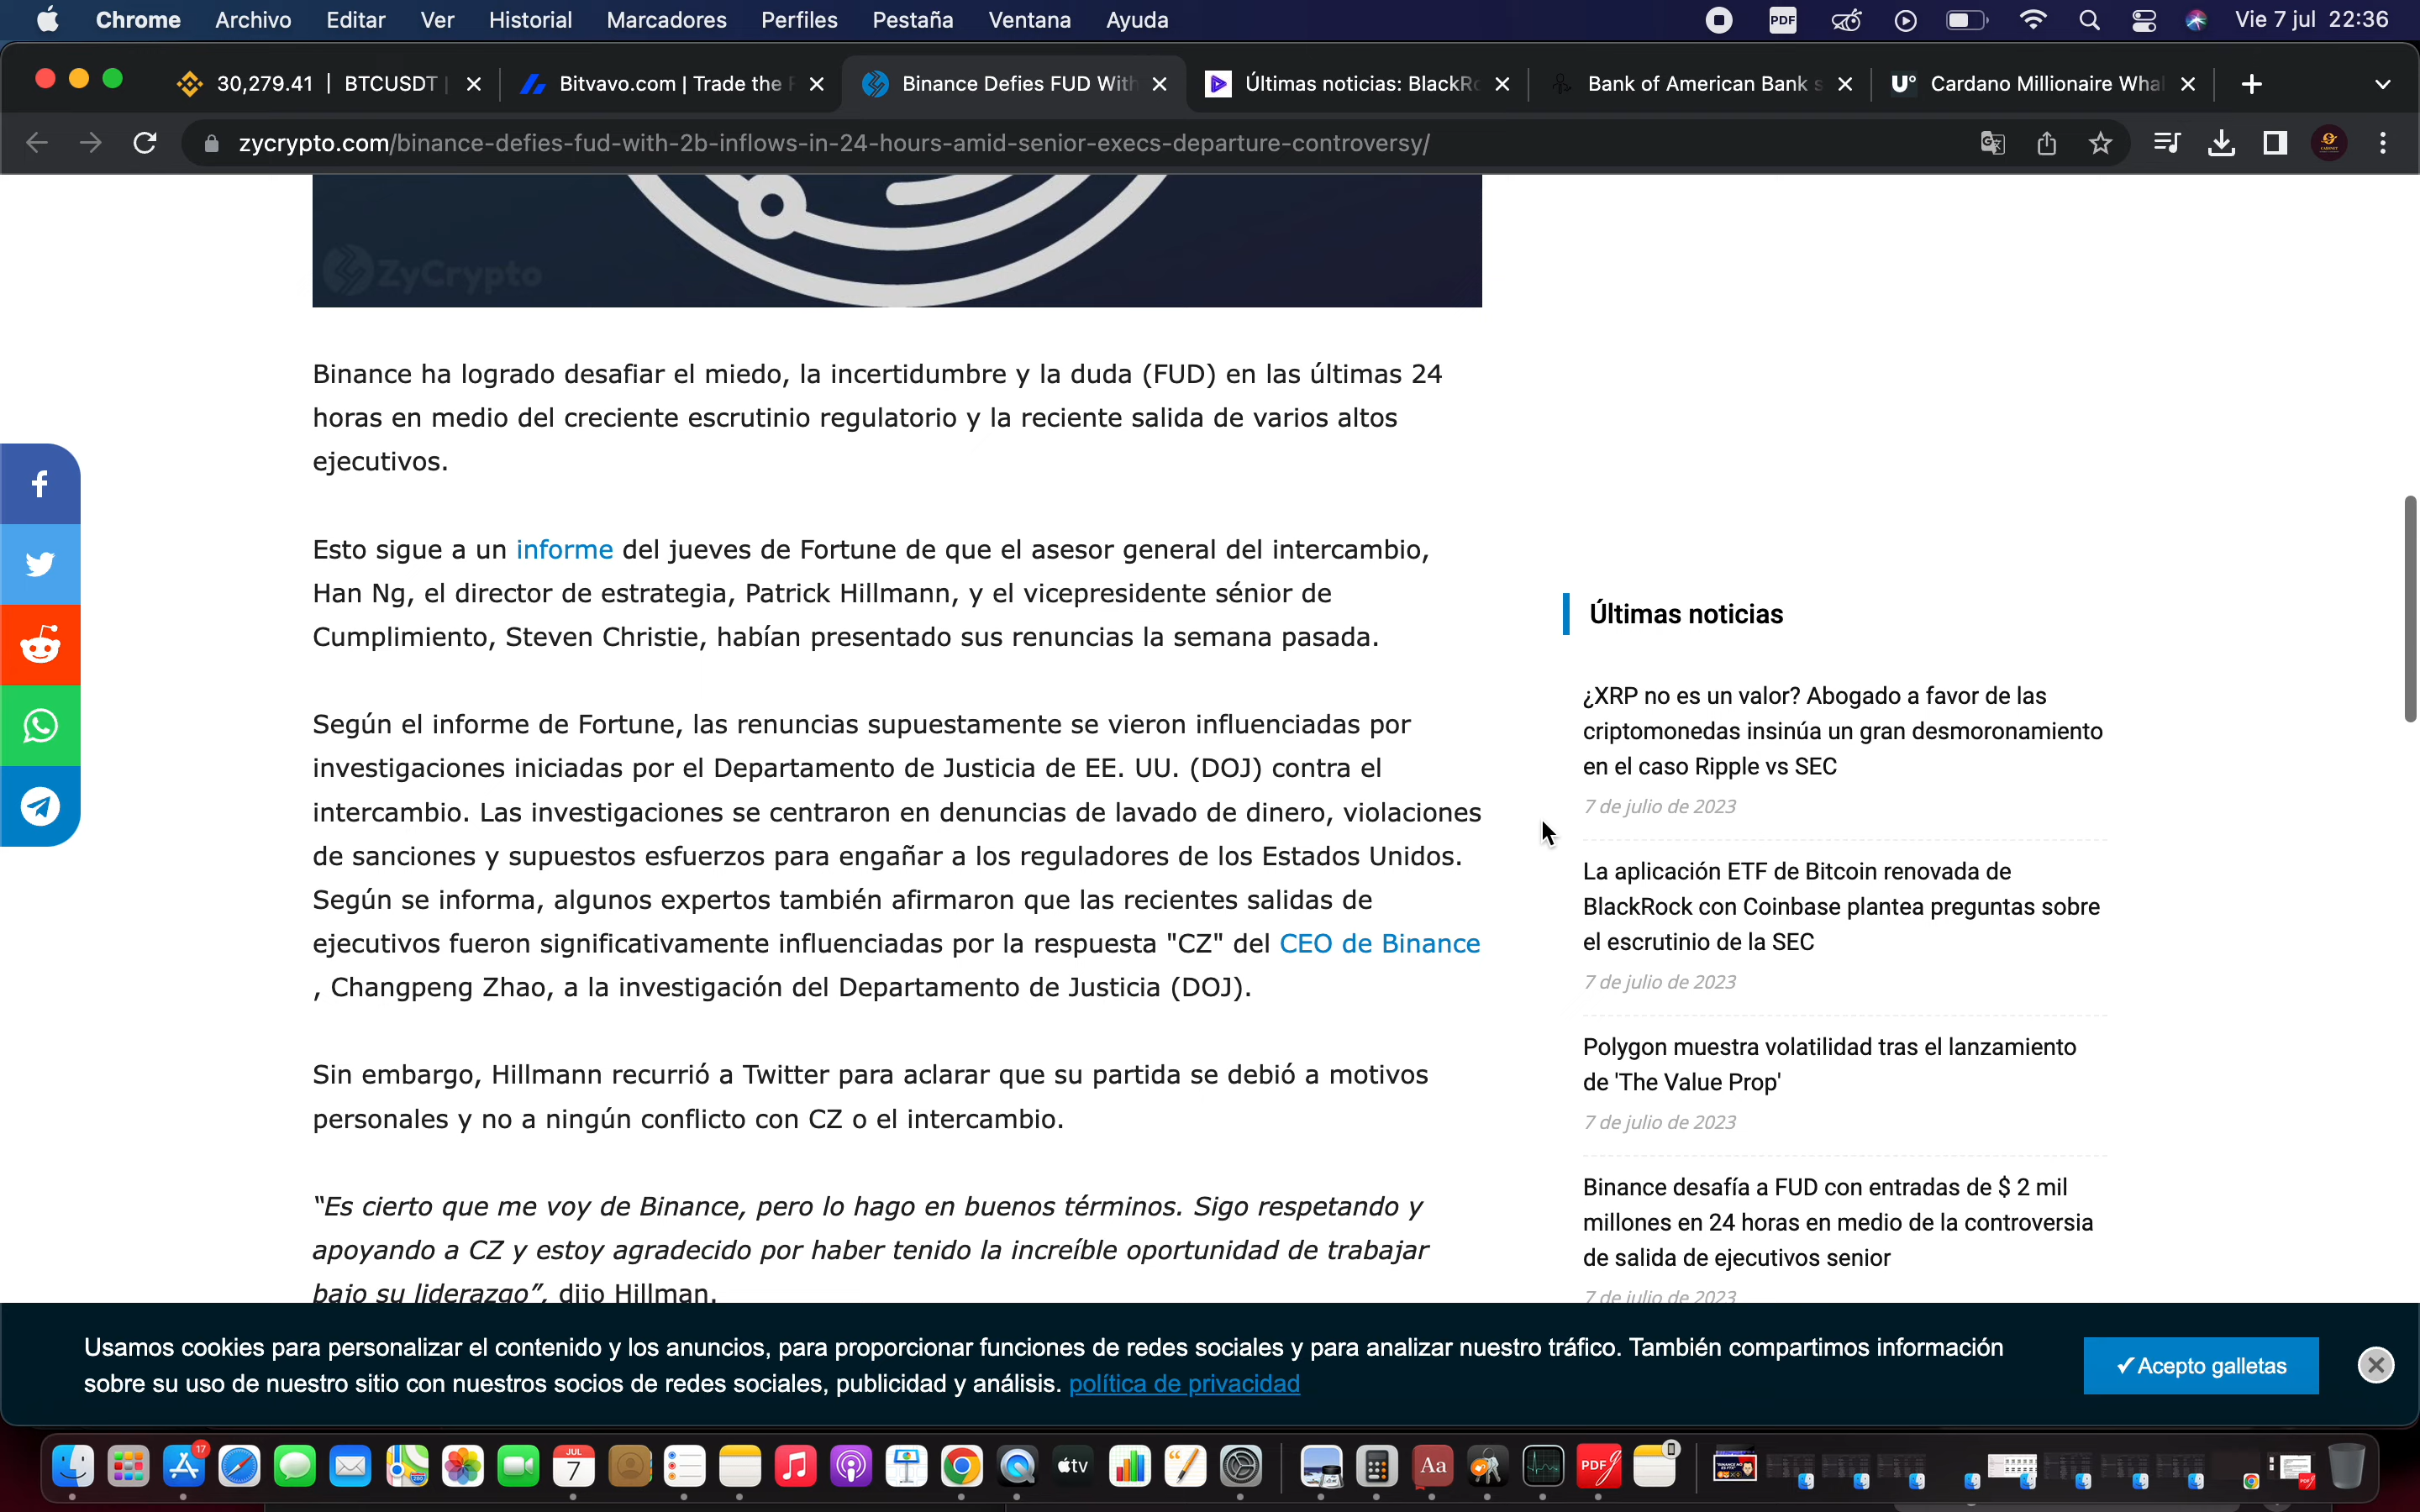 Chrome Archivo Editar Ver Historial Marcadores Perfiles Pestaña Ventana Ayuda PDF Vie 7 jul 22:36
30,279.41 | BTCUSDT | Bitvavo.com | Trade the Binance Defies FUD With Últimas noticias: BlackRo Bank of American Bank s Uº Cardano Millionaire Whal
zycrypto.com/binance-defies-fud-with-2b-inflows-in-24-hours-amid-senior-execs-departure-controversy/
ZyCrypto
Binance ha logrado desafiar el miedo, la incertidumbre y la duda (FUD) en las últimas 24
horas en medio del creciente escrutinio regulatorio y la reciente salida de varios altos
ejecutivos.
Esto sigue a un informe del jueves de Fortune de que el asesor general del intercambio,
Han Ng, el director de estrategia, Patrick Hillmann, y el vicepresidente sénior de
Cumplimiento, Steven Christie, habían presentado sus renuncias la semana pasada.
Según el informe de Fortune, las renuncias supuestamente se vieron influenciadas por
investigaciones iniciadas por el Departamento de Justicia de EE. UU. (DOJ) contra el
intercambio. Las investigaciones se centraron en denuncias de lavado de dinero, violaciones
de sanciones y supuestos esfuerzos para engañar a los reguladores de los Estados Unidos.
Según se informa, algunos expertos también afirmaron que las recientes salidas de
ejecutivos fueron significativamente influenciadas por la respuesta "CZ" del CEO de Binance
, Changpeng Zhao, a la investigación del Departamento de Justicia (DOJ).
Sin embargo, Hillmann recurrió a Twitter para aclarar que su partida se debió a motivos
personales y no a ningún conflicto con CZ o el intercambio.
“Es cierto que me voy de Binance, pero lo hago en buenos términos. Sigo respetando y
apoyando a CZ y estoy agradecido por haber tenido la increíble oportunidad de trabajar
bajo su liderazgo”, dijo Hillman.
Últimas noticias
¿XRP no es un valor? Abogado a favor de las
criptomonedas insinúa un gran desmoronamiento
en el caso Ripple vs SEC
7 de julio de 2023
La aplicación ETF de Bitcoin renovada de
BlackRock con Coinbase plantea preguntas sobre
el escrutinio de la SEC
7 de julio de 2023
Polygon muestra volatilidad tras el lanzamiento
de 'The Value Prop'
7 de julio de 2023
Binance desafía a FUD con entradas de $ 2 mil
millones en 24 horas en medio de la controversia
de salida de ejecutivos senior
7 de julio de 2023
Usamos cookies para personalizar el contenido y los anuncios, para proporcionar funciones de redes sociales y para analizar nuestro tráfico. También compartimos información
sobre su uso de nuestro sitio con nuestros socios de redes sociales, publicidad y análisis. política de privacidad
✓Acepto galletas
17 JUL 7 tv Aa PDF